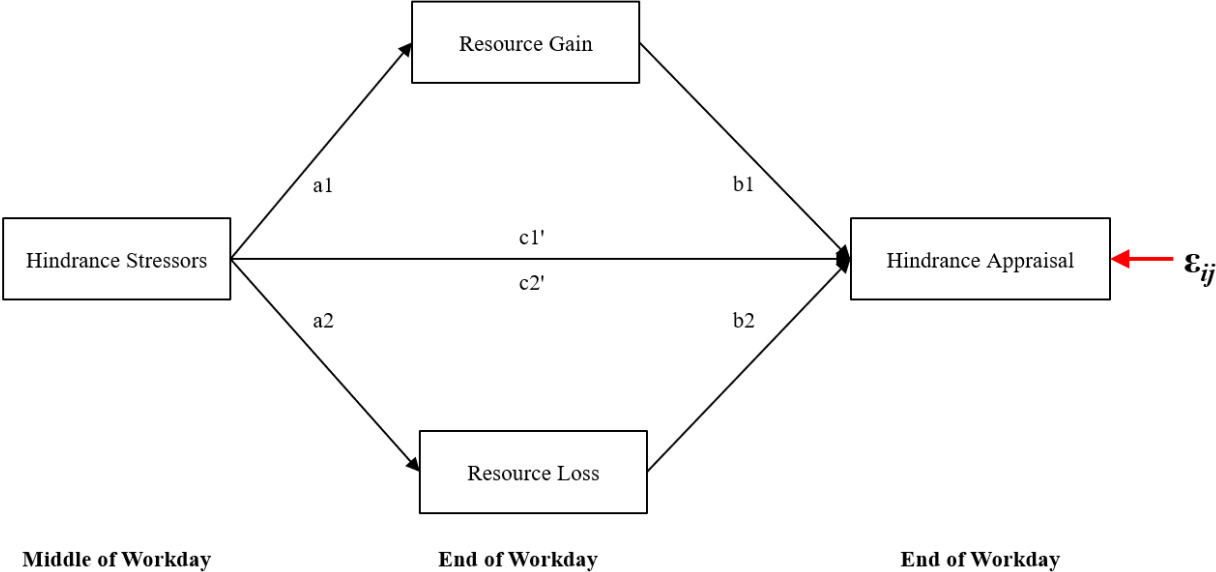 Resource Gain
a1
b1
Hindrance Stressors
c1'
c2'
Hindrance Appraisal
εij
a2
b2
Resource Loss
Middle of Workday
End of Workday
End of Workday